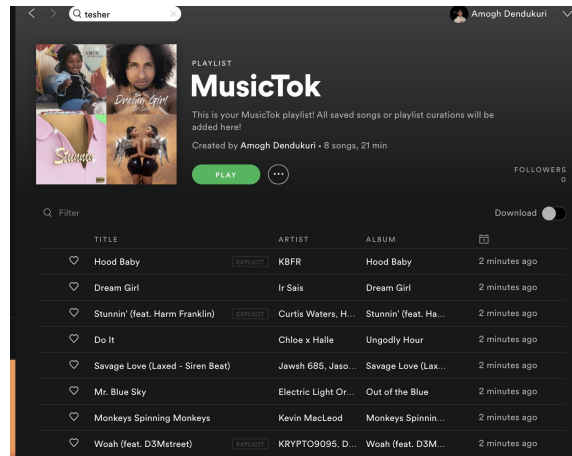 tesher
Amogh Dendukuri
PLAYLIST
MusicTok
This is your MusicTok playlist! All saved songs or playlist curations will be
added here!
Created by Amogh Dendukuri • 8 songs, 21 min
PLAY
FOLLOWERS
0
Filter
Download
TITLE ARTIST ALBUM
Hood Baby EXPLICIT KBFR Hood Baby 2 minutes ago
Dream Girl Ir Sais Dream Girl 2 minutes ago
Stunnin' (feat. Harm Franklin) EXPLICIT Curtis Waters, H... Stunnin' (feat. Ha... 2 minutes ago
Do It Chloe x Halle Ungodly Hour 2 minutes ago
Savage Love (Laxed - Siren Beat) Jawsh 685, Jaso... Savage Love (Lax... 2 minutes ago
Mr. Blue Sky Electric Light Or... Out of the Blue 2 minutes ago
Monkeys Spinning Monkeys Kevin MacLeod Monkeys Spinnin... 2 minutes ago
Woah (feat. D3Mstreet) EXPLICIT KRYPTO9095, D... Woah (feat. D3M... 2 minutes ago
Dream Girl
Stunnin'